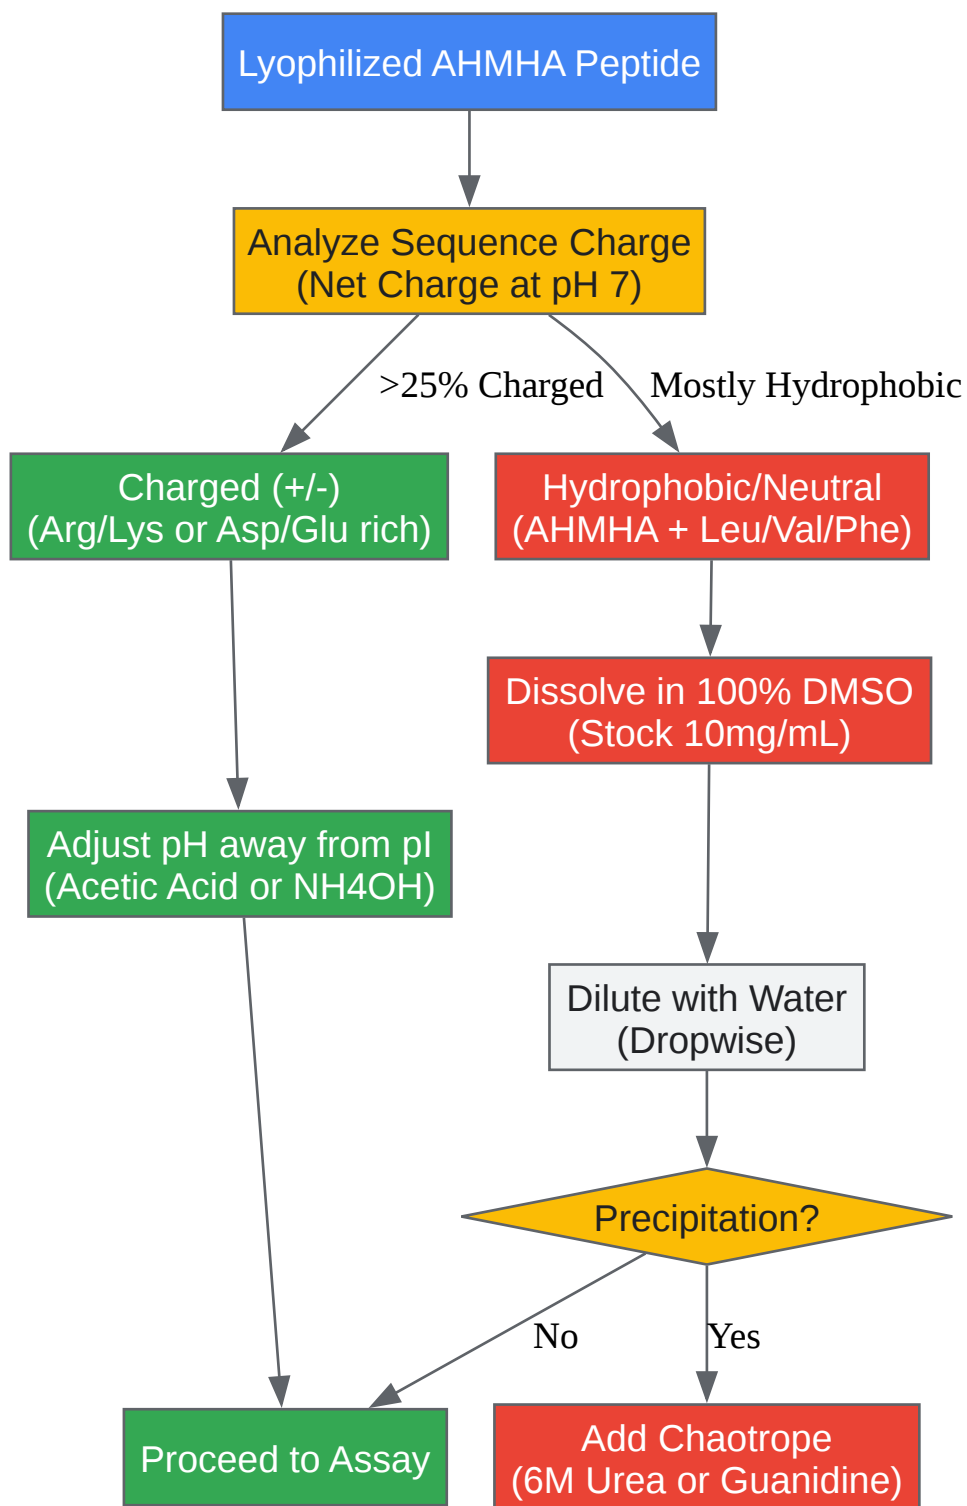 Lyophilized AHMHA Peptide
Analyze Sequence Charge
(Net Charge at pH 7)
>25% Charged
Mostly Hydrophobic
Charged (+/-)
(Arg/Lys or Asp/Glu rich)
Hydrophobic/Neutral
(AHMHA + Leu/Val/Phe)
Dissolve in 100% DMSO
(Stock 10mg/mL)
Adjust pH away from pI
(Acetic Acid or NH4OH)
Dilute with Water
(Dropwise)
Precipitation?
No
Yes
Proceed to Assay
Add Chaotrope
(6M Urea or Guanidine)